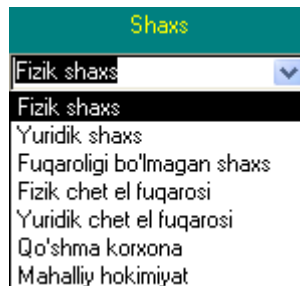 Shaxs
Fizik shaxs
Fizik shaxs
Yuridik shaxs
Fuqaroligi bo'lmagan shaxs
Fizik chet el fuqarosi
Yuridik chet el fuqarosi
Qo'shma korxona
Mahalliy hokimiyat